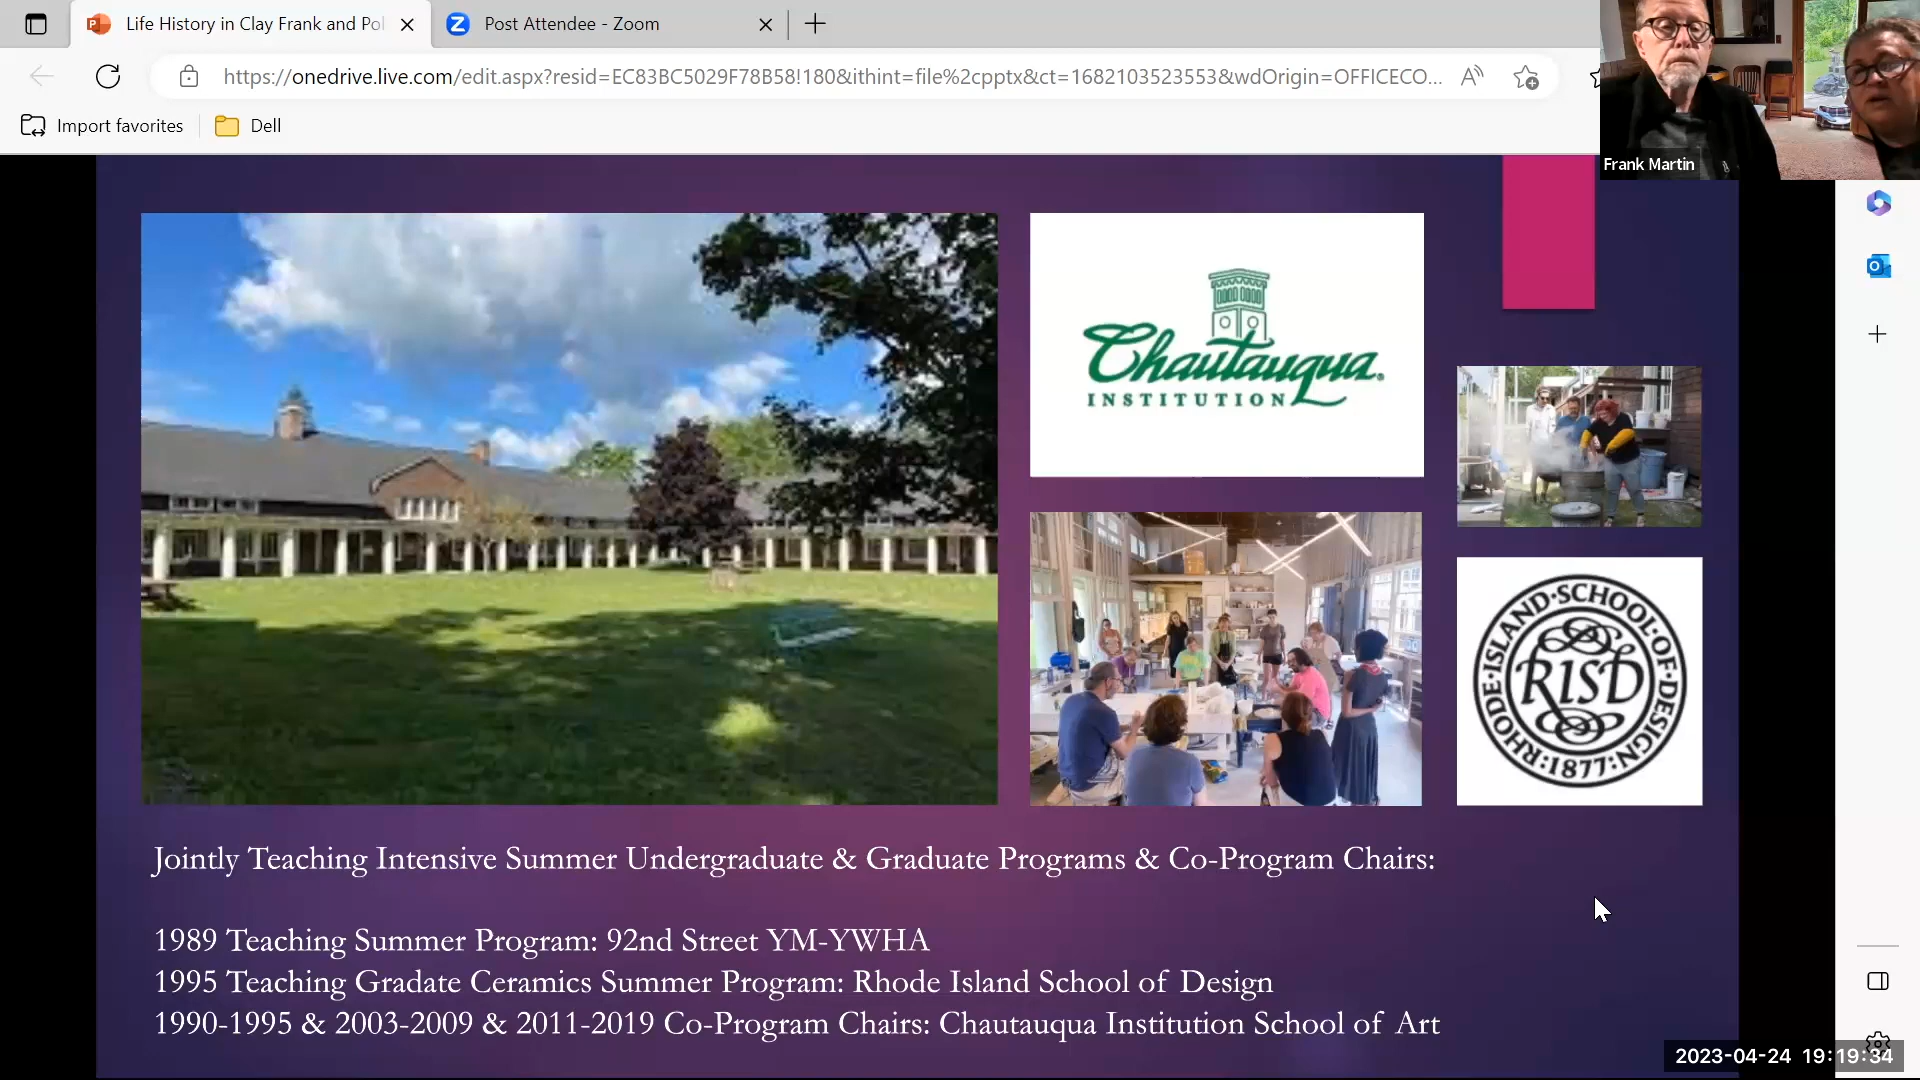 Life History in Clay Frank and Pol
Post Attendee - Zoom
https://onedrive.live.com/edit.aspx?resid=EC83BC5029F78B58!180&ithint=file%2cpptx&ct=1682103523553&wdOrigin=OFFICECO...
Import favorites
Dell
Frank Martin
Chautauqua
INSTITUTION
RHODE·ISLAND·SCHOOL·OF·DESIGN
RISD
:1877:
Jointly Teaching Intensive Summer Undergraduate & Graduate Programs & Co-Program Chairs:
1989 Teaching Summer Program: 92nd Street YM-YWHA
1995 Teaching Gradate Ceramics Summer Program: Rhode Island School of Design
1990-1995 & 2003-2009 & 2011-2019 Co-Program Chairs: Chautauqua Institution School of Art
2023-04-24 19:19:34